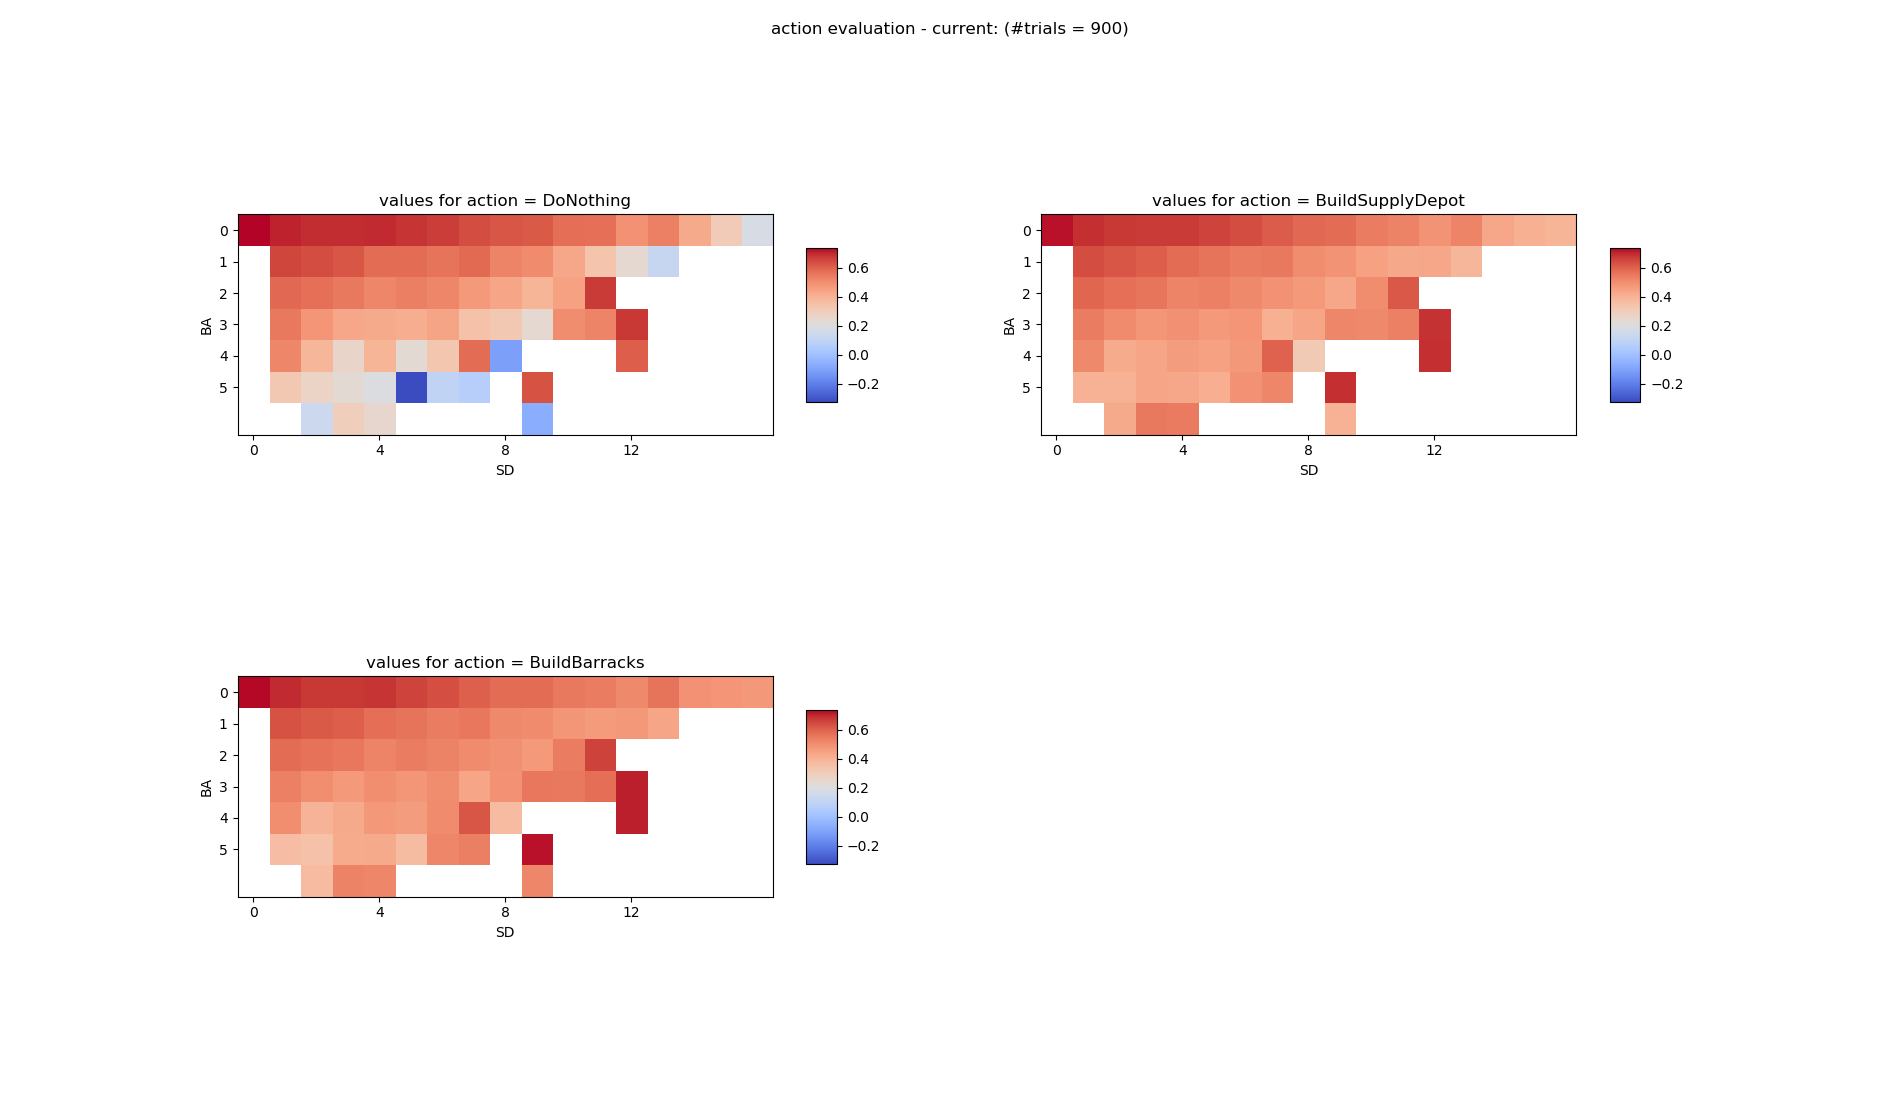 action evaluation - current: (#trials = 900)
values for action = DoNothing
0
1
2
3
4
5
BA
0 4 8 12
SD
0.6
0.4
0.2
0.0
−0.2
values for action = BuildSupplyDepot
0
1
2
3
4
5
BA
0 4 8 12
SD
0.6
0.4
0.2
0.0
−0.2
values for action = BuildBarracks
0
1
2
3
4
5
BA
0 4 8 12
SD
0.6
0.4
0.2
0.0
−0.2